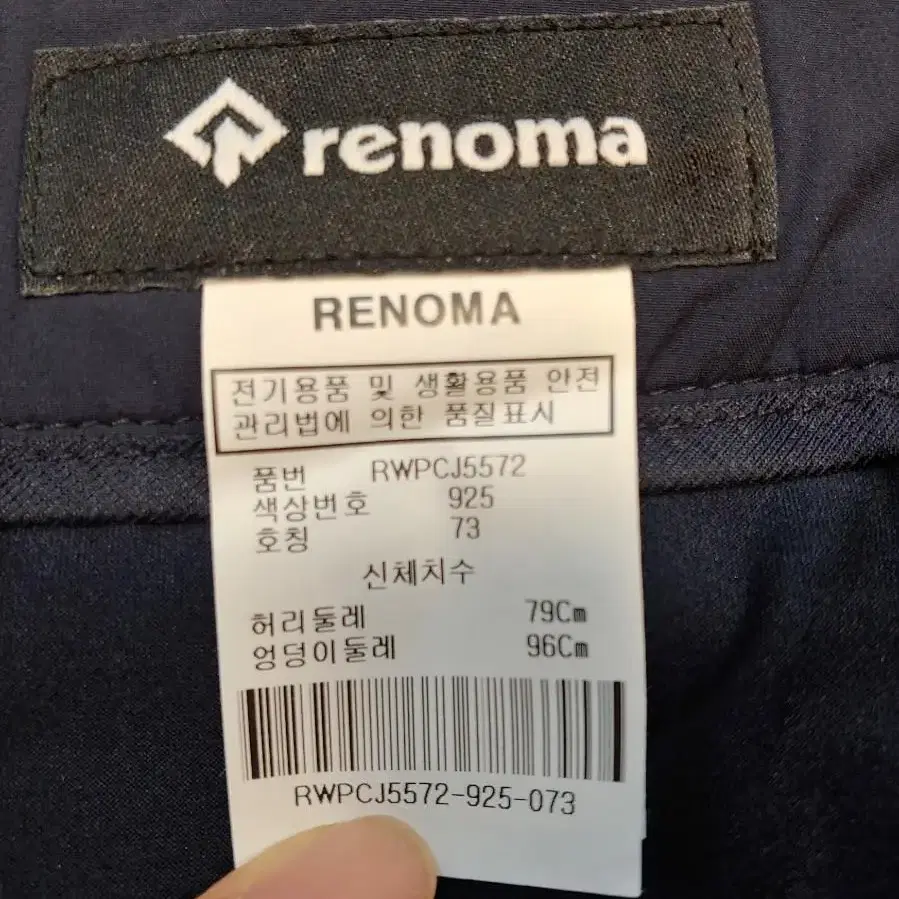 renoma
RENOMA
전기용품 및 생활용품 안전
관리법에 의한 품질표시
품번 RWPCJ5572
색상번호 925
호칭 73
신체치수
허리둘레 79Cm
엉덩이둘레 96Cm
RWPCJ5572-925-073